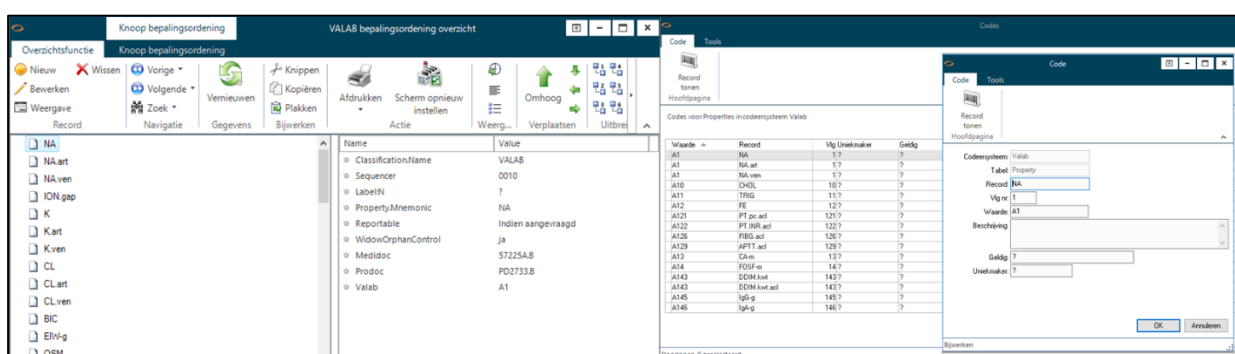 Knoop bepalingsordening
VALAB bepalingsordening overzicht
Overzichtsfunctie
Knoop bepalingsordening
Nieuw
Wissen
Bewerken
Weergave
Record
Vorige
Volgende
Zoek
Navigatie
Vernieuwen
Gegevens
Knippen
Kopiëren
Plakken
Bijwerken
Afdrukken
Scherm opnieuw
instellen
Actie
Weerg...
Omhoog
Verplaatsen
Uitbrei
NA
NA.art
NA.ven
ION.gap
K
K.art
K.ven
CL
CL.art
CL.ven
BIC
EIW-g
OSM
Name Value
Classification.Name VALAB
Sequencer 0010
Label:N ?
Property.Mnemonic NA
Reportable Indien aangevraagd
WidowOrphanControl ja
Medidoc 57225A.B
Prodoc PD2733.B
Valab A1
Codes
Code Tools
Record
tonen
Hoofdpagina
Codes voor Properties in codeersysteem Valab
Waarde Record Vlg Uniekmaker Geldig
A1 NA 1 ? ?
A1 NA.art 1 ? ?
A1 NA.ven 1 ? ?
A10 CHOL 10 ? ?
A11 TRIG 11 ? ?
A12 FE 12 ? ?
A121 PT.pc.acl 121 ? ?
A122 PT.INR.acl 122 ? ?
A126 FIBG.acl 126 ? ?
A129 APTT.acl 129 ? ?
A13 CA-m 13 ? ?
A14 FOSF-m 14 ? ?
A143 DDIM.kwt 143 ? ?
A143 DDIM.kwt.acl 143 ? ?
A145 IgG-g 145 ? ?
A146 IgA-g 146 ? ?
Code
Code Tools
Record
tonen
Hoofdpagina
Codeersysteem: Valab
Tabel: Property
Record: NA
Vlg nr: 1
Waarde: A1
Beschrijving:
Geldig: ?
Uniekmaker: ?
OK Annuleren
Bijwerken